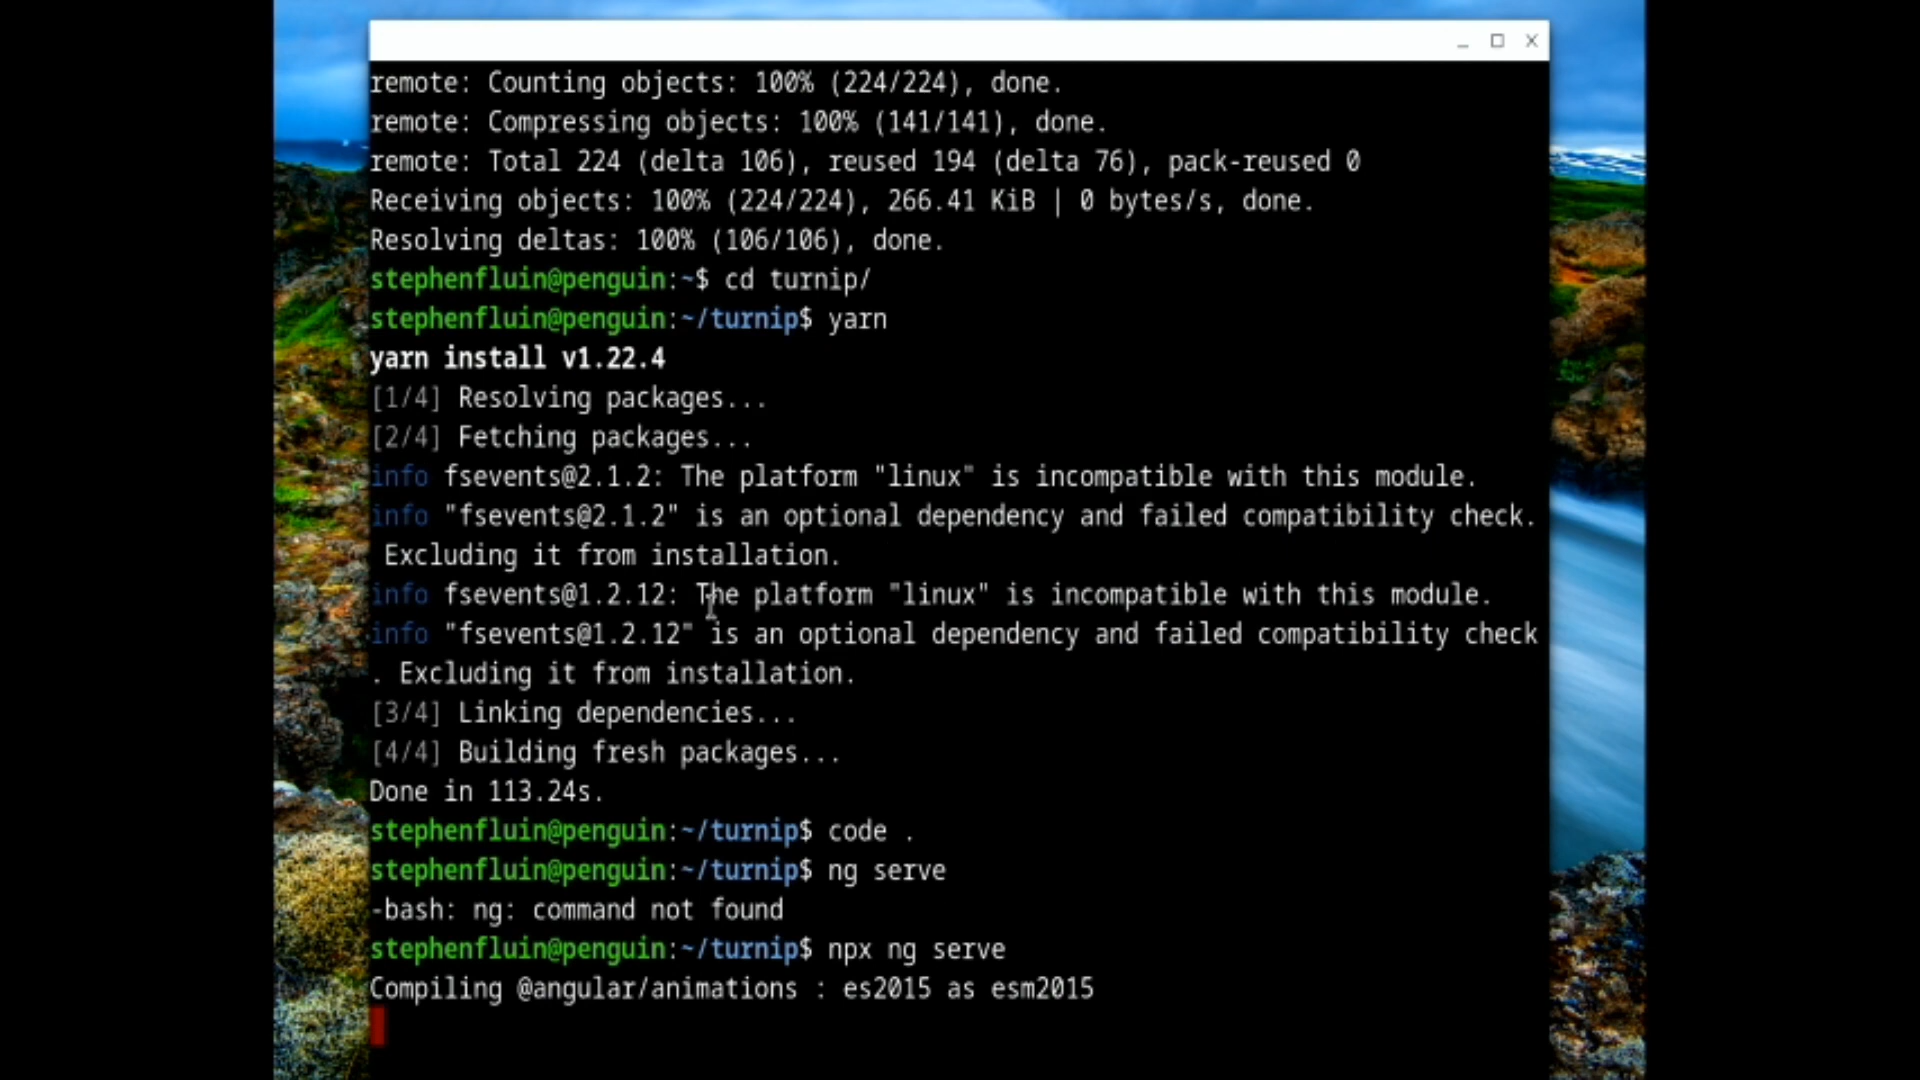 remote: Counting objects: 100% (224/224), done.
remote: Compressing objects: 100% (141/141), done.
remote: Total 224 (delta 106), reused 194 (delta 76), pack-reused 0
Receiving objects: 100% (224/224), 266.41 KiB | 0 bytes/s, done.
Resolving deltas: 100% (106/106), done.
stephenfluin@penguin:~$ cd turnip/
stephenfluin@penguin:~/turnip$ yarn
yarn install v1.22.4
[1/4] Resolving packages...
[2/4] Fetching packages...
info fsevents@2.1.2: The platform "linux" is incompatible with this module.
info "fsevents@2.1.2" is an optional dependency and failed compatibility check.
 Excluding it from installation.
info fsevents@1.2.12: The platform "linux" is incompatible with this module.
info "fsevents@1.2.12" is an optional dependency and failed compatibility check
. Excluding it from installation.
[3/4] Linking dependencies...
[4/4] Building fresh packages...
Done in 113.24s.
stephenfluin@penguin:~/turnip$ code .
stephenfluin@penguin:~/turnip$ ng serve
-bash: ng: command not found
stephenfluin@penguin:~/turnip$ npx ng serve
Compiling @angular/animations : es2015 as esm2015